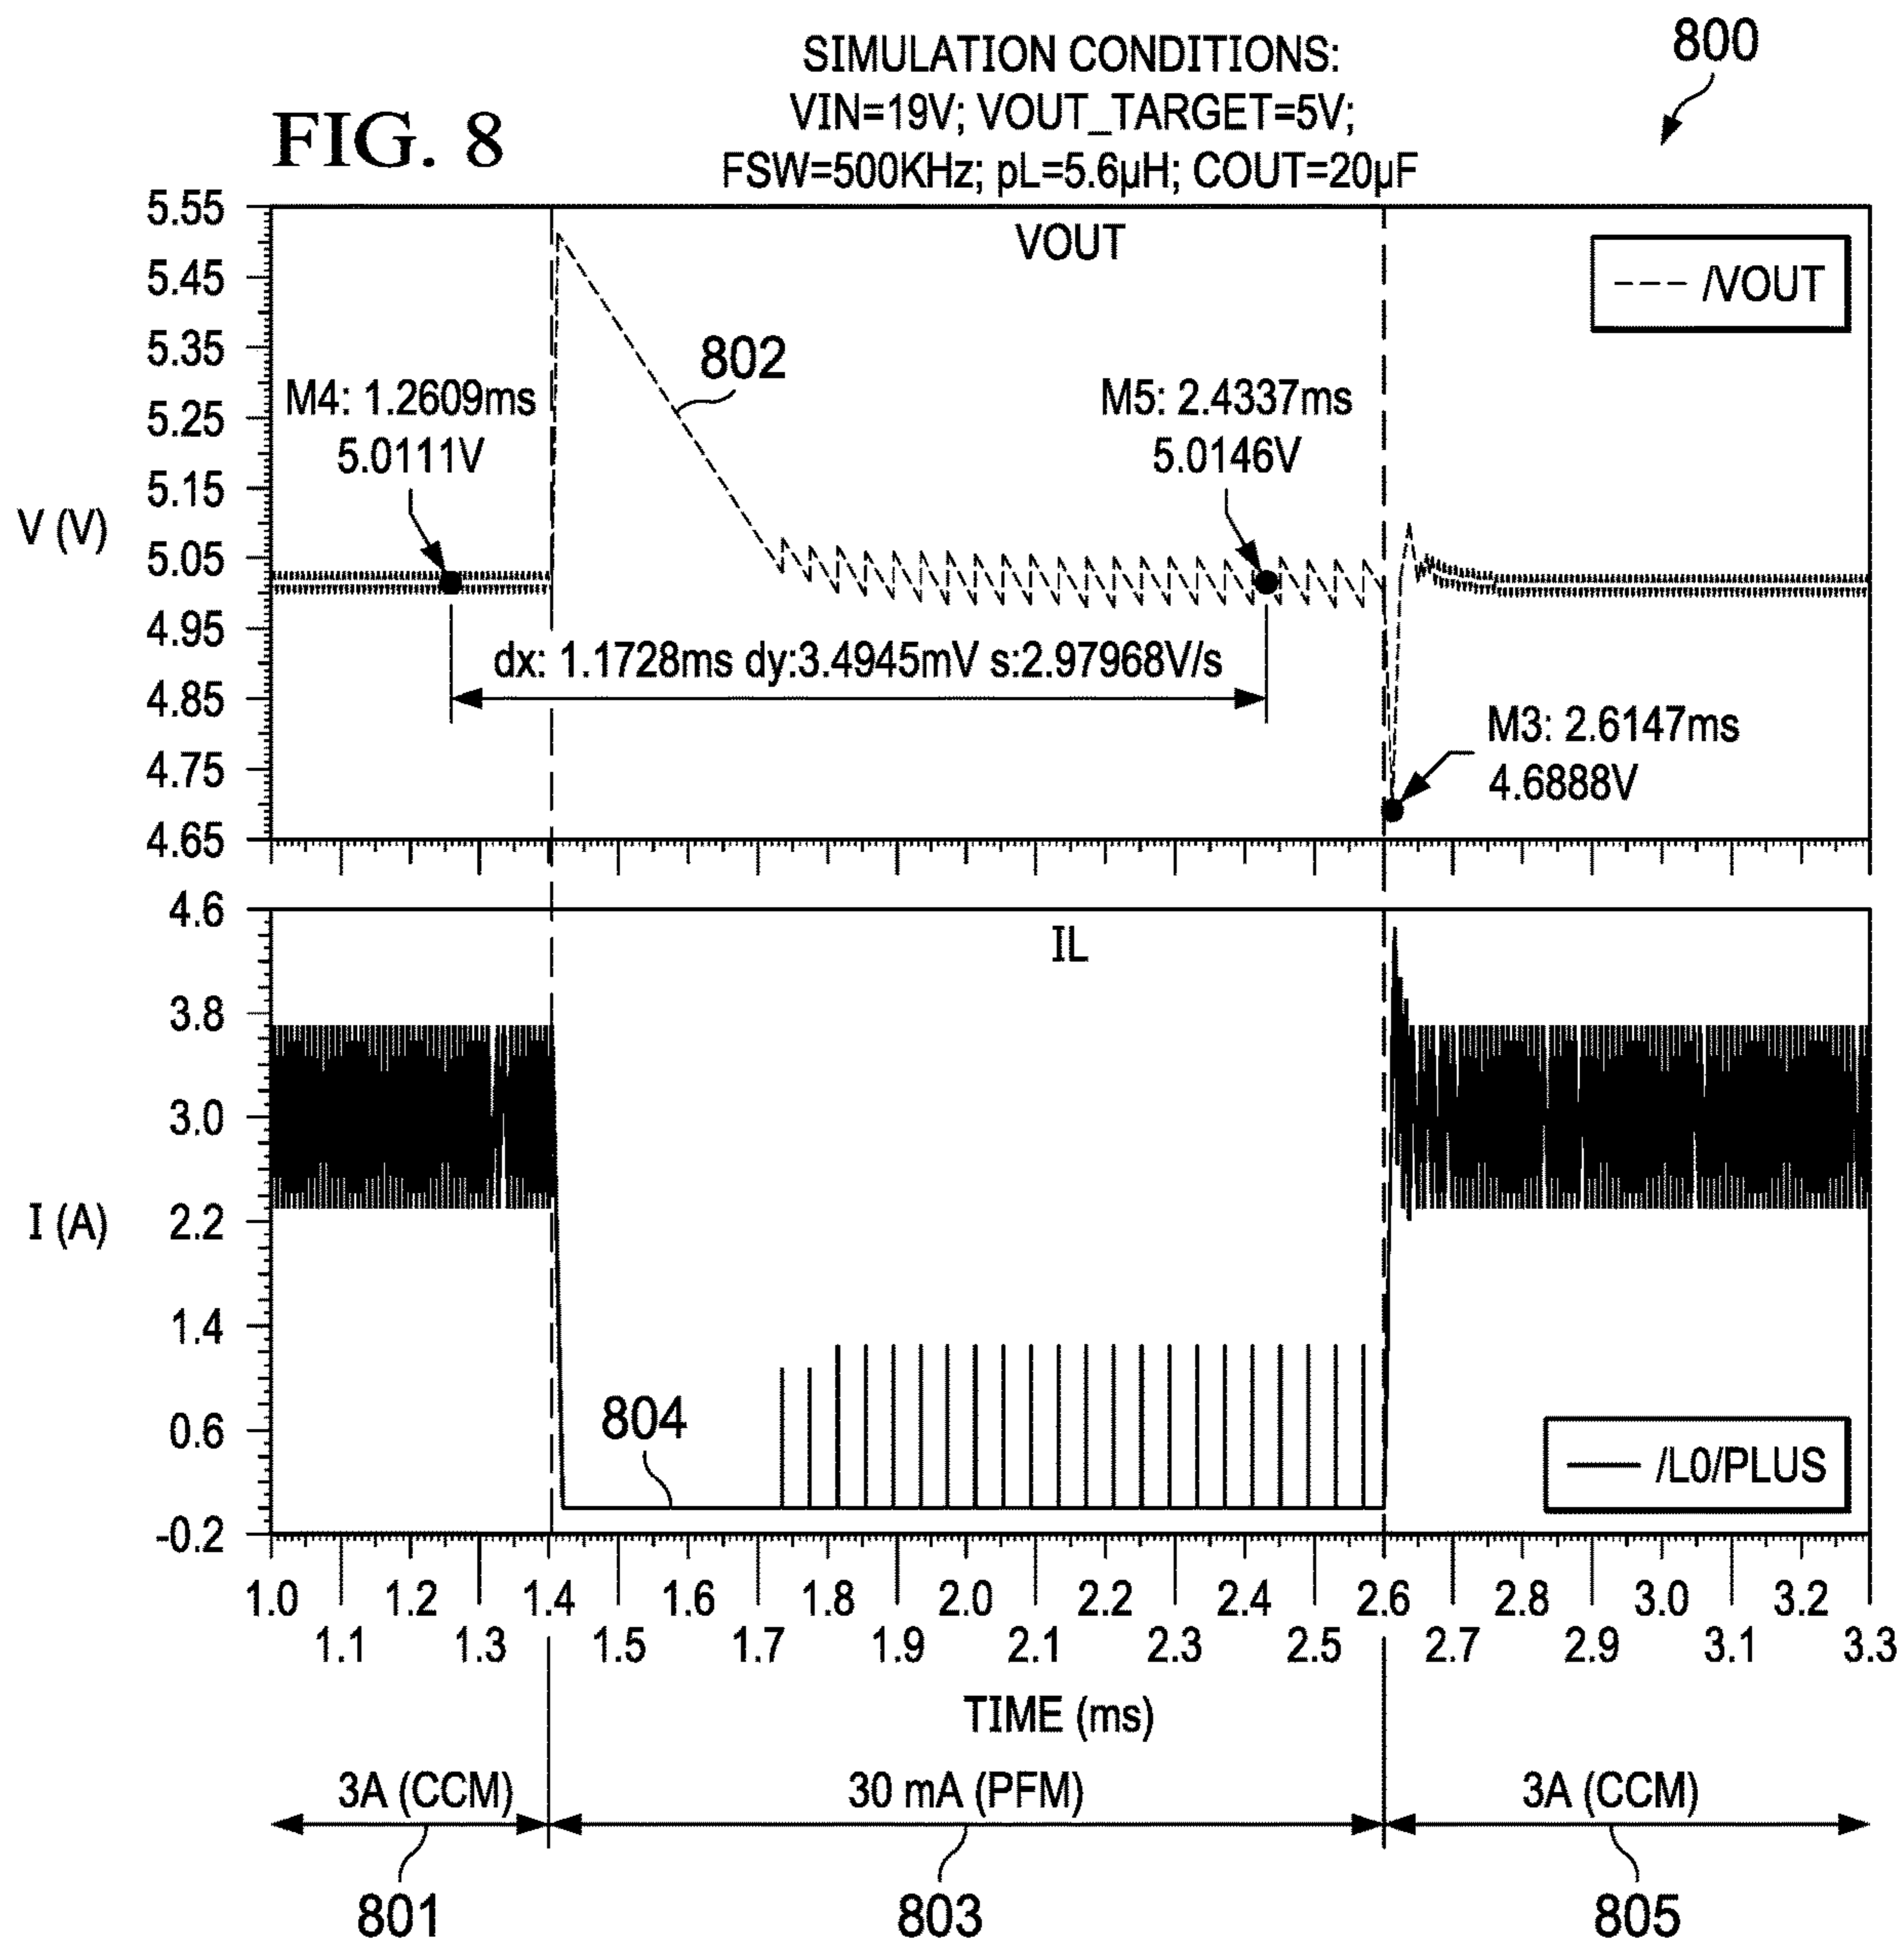 800
SIMULATION CONDITIONS:
VIN=19V; VOUT_TARGET=5V;
FSW=500KHz; pL=5.6µH; COUT=20µF
FIG. 8
VOUT
/VOUT
5.55
5.45
5.35
5.25
5.15
5.05
4.95
4.85
4.75
4.65
V (V)
802
M4: 1.2609ms
5.0111V
M5: 2.4337ms
5.0146V
dx: 1.1728ms dy:3.4945mV s:2.97968V/s
M3: 2.6147ms
4.6888V
IL
4.6
3.8
3.0
2.2
1.4
0.6
-0.2
I (A)
804
/L0/PLUS
1.0 1.2 1.4 1.6 1.8 2.0 2.2 2.4 2.6 2.8 3.0 3.2
1.1 1.3 1.5 1.7 1.9 2.1 2.3 2.5 2.7 2.9 3.1 3.3
TIME (ms)
3A (CCM) 30 mA (PFM) 3A (CCM)
801 803 805